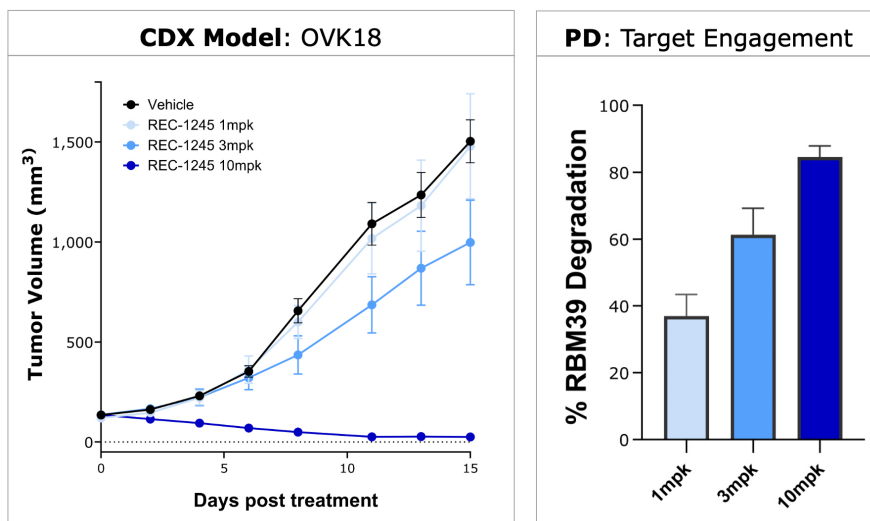 CDX Model: OVK18
Tumor Volume (mm³)
1,500
1,000
500
0
Vehicle
REC-1245 1mpk
REC-1245 3mpk
REC-1245 10mpk
0
5
10
15
Days post treatment
PD: Target Engagement
% RBM39 Degradation
100
80
60
40
20
0
1mpk
3mpk
10mpk